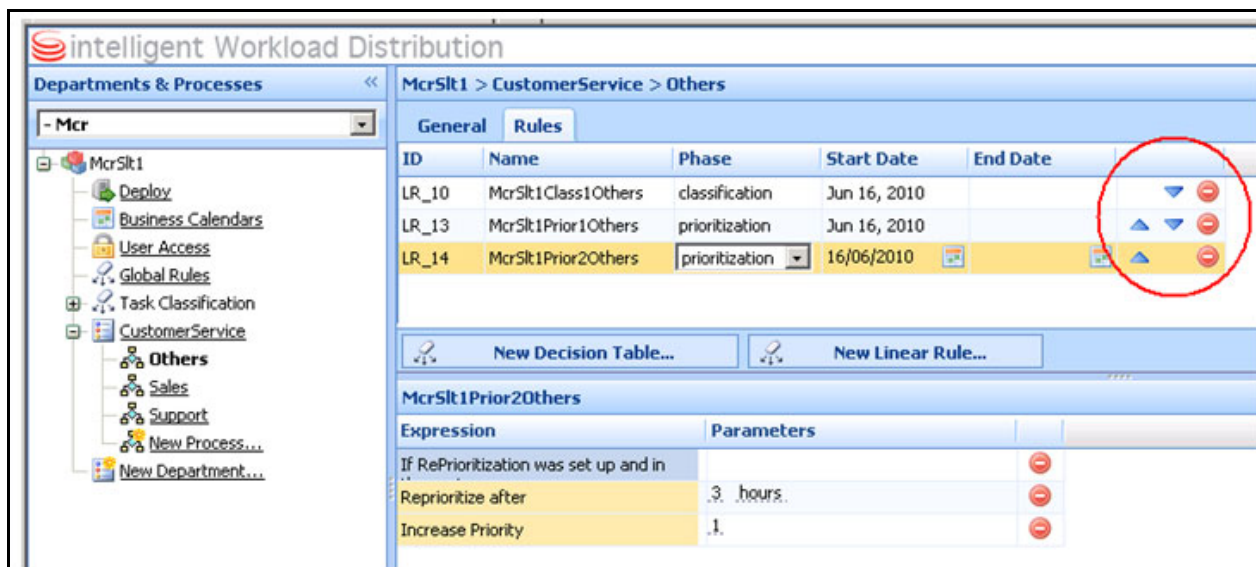 intelligent Workload Distribution
Departments & Processes «
- Mcr
McrSlt1
Deploy
Business Calendars
User Access
Global Rules
Task Classification
CustomerService
Others
Sales
Support
New Process...
New Department...
McrSlt1 > CustomerService > Others
General Rules
ID Name Phase Start Date End Date
LR_10 McrSlt1Class1Others classification Jun 16, 2010
LR_13 McrSlt1Prior1Others prioritization Jun 16, 2010
LR_14 McrSlt1Prior2Others prioritization 16/06/2010
New Decision Table... New Linear Rule...
McrSlt1Prior2Others
Expression Parameters
If RePrioritization was set up and in
Reprioritize after 3 hours
Increase Priority 1